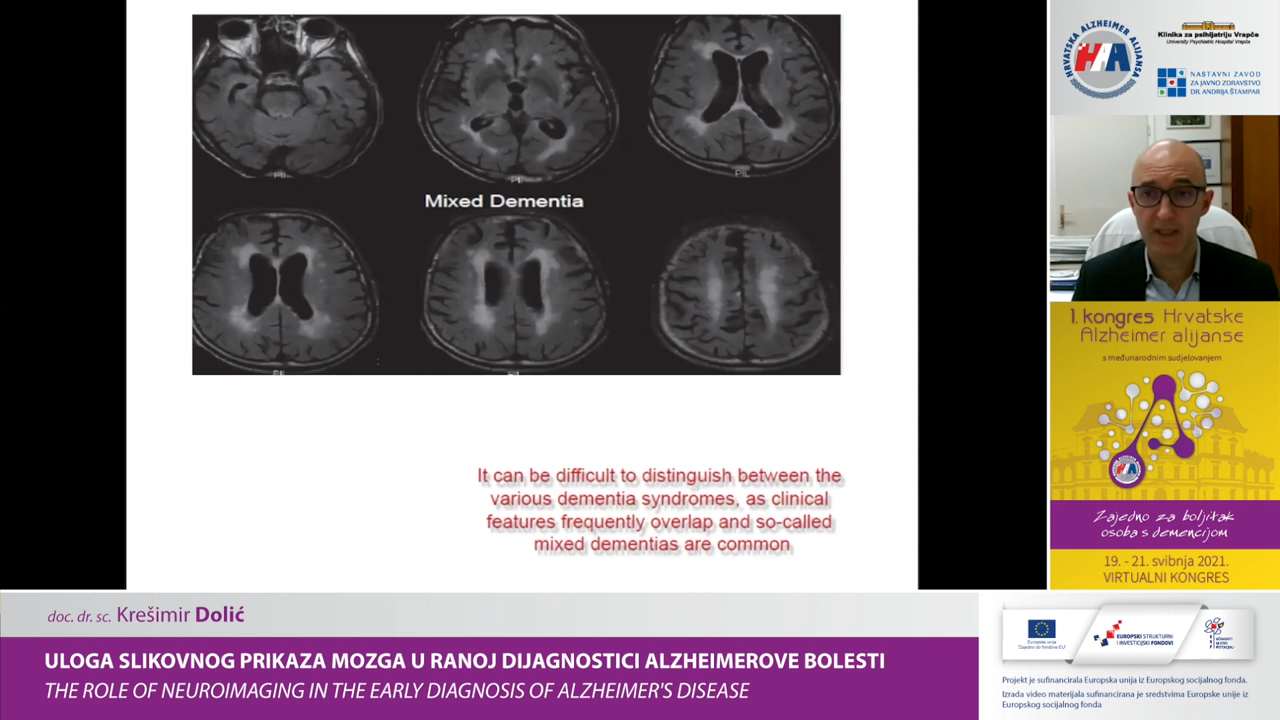 Mixed Dementia
It can be difficult to distinguish between the
various dementia syndromes, as clinical
features frequently overlap and so-called
mixed dementias are common
HRVATSKA ALZHEIMER ALIJANSA
HAA
Klinika za psihijatriju Vrapče
University Psychiatric Hospital Vrapče
NASTAVNI ZAVOD
ZA JAVNO ZDRAVSTVO
DR. ANDRIJA ŠTAMPAR
1. kongres Hrvatske
Alzheimer alijanse
s međunarodnim sudjelovanjem
Zajedno za boljitak
osoba s demencijom
19. - 21. svibnja 2021.
VIRTUALNI KONGRES
doc. dr. sc. Krešimir Dolić
ULOGA SLIKOVNOG PRIKAZA MOZGA U RANOJ DIJAGNOSTICI ALZHEIMEROVE BOLESTI
THE ROLE OF NEUROIMAGING IN THE EARLY DIAGNOSIS OF ALZHEIMER'S DISEASE
Europska unija
"Zajedno do fondova EU"
EUROPSKI STRUKTURNI
I INVESTICIJSKI FONDOVI
Projekt je sufinancirala Europska unija iz Europskog socijalnog fonda.
Izrada video materijala sufinancirana je sredstvima Europske unije iz
Europskog socijalnog fonda